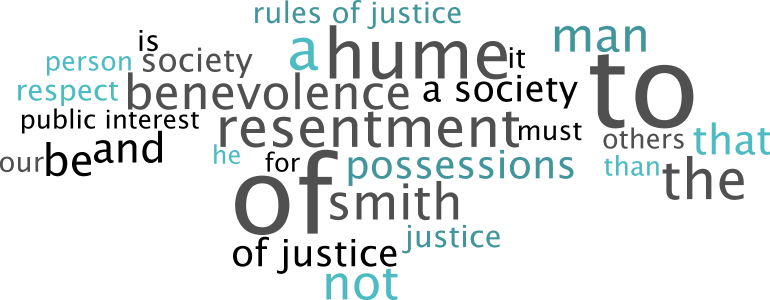 rules of justice
is
a
hume
man
person
society
it
to
respect
benevolence
a society
public interest
resentment
must
others
that
our
be
and
he
for
possessions
than
the
of
smith
of justice
justice
not